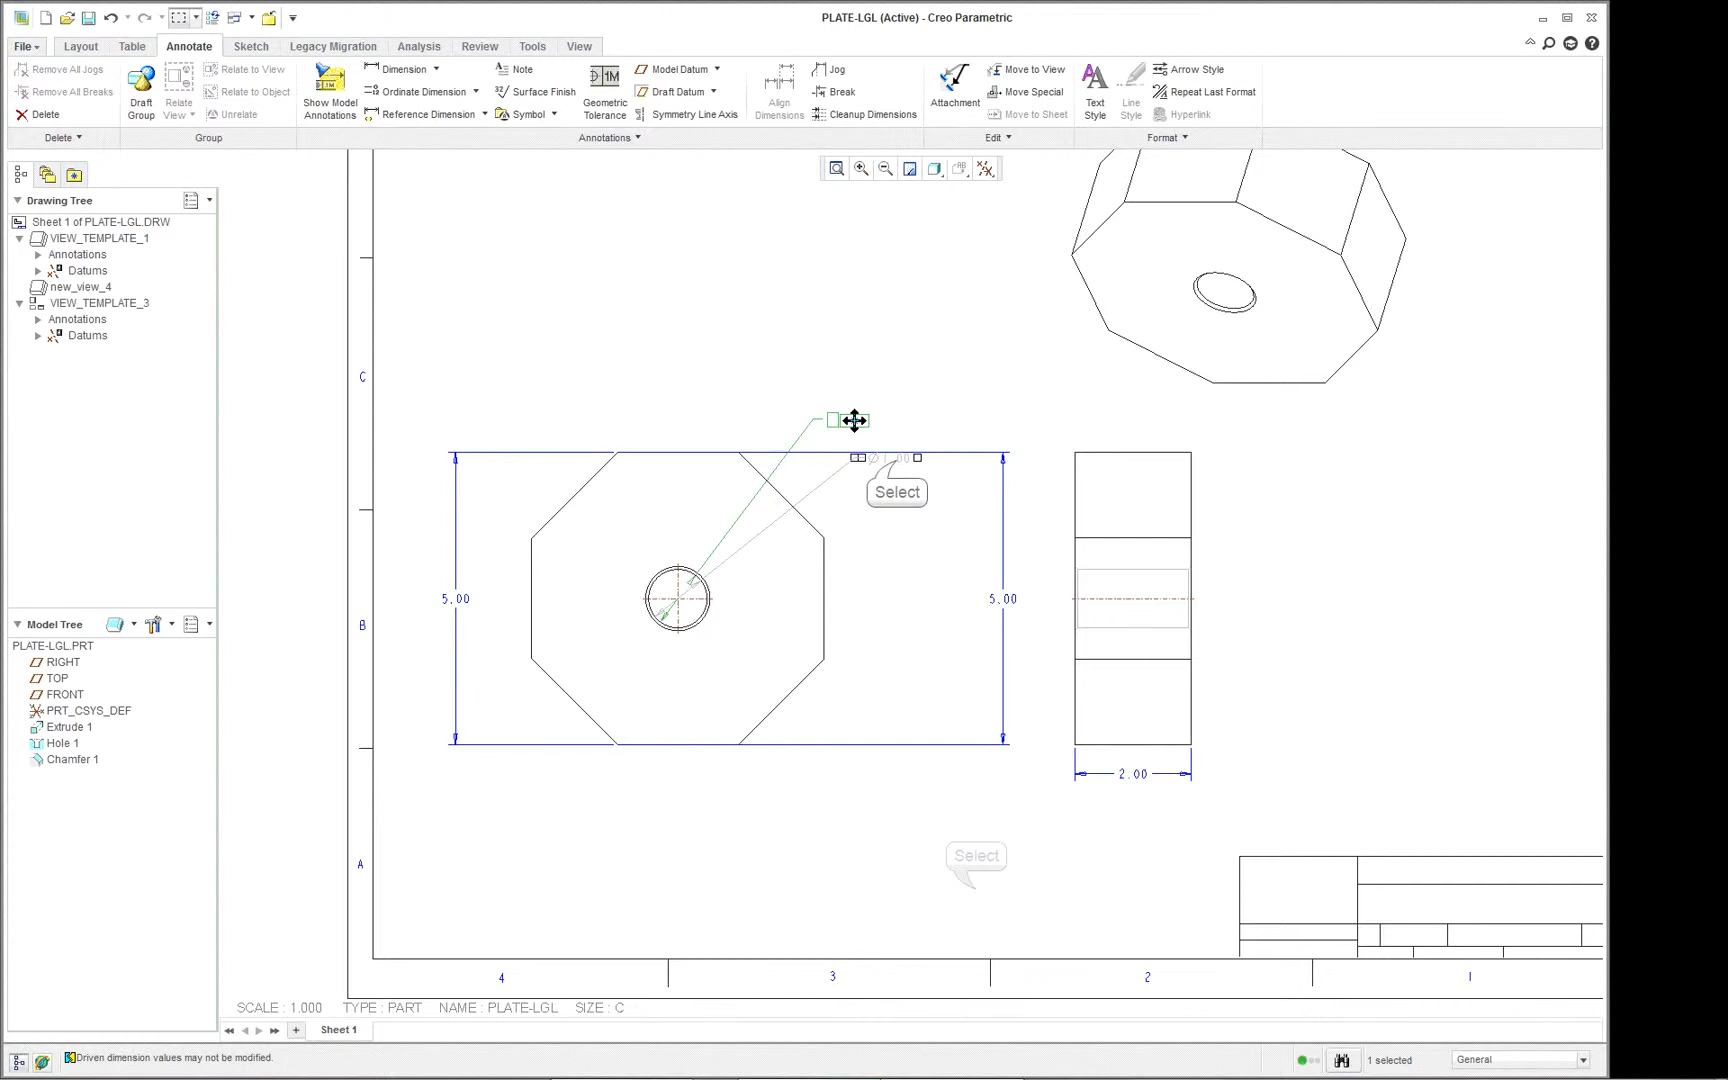 PLATE-LGL (Active) - Creo Parametric
File Layout Table Annotate Sketch Legacy Migration Analysis Review Tools View
Remove All Jogs
Remove All Breaks
Delete
Delete
Draft Group
Relate View
Relate to View
Relate to Object
Unrelate
Group
Show Model Annotations
Dimension
Ordinate Dimension
Reference Dimension
Note
Surface Finish
Symbol
Geometric Tolerance
Model Datum
Draft Datum
Symmetry Line Axis
Align Dimensions
Jog
Break
Cleanup Dimensions
Annotations
Attachment
Move to View
Move Special
Move to Sheet
Edit
Text Style
Line Style
Arrow Style
Repeat Last Format
Hyperlink
Format
Drawing Tree
Sheet 1 of PLATE-LGL.DRW
VIEW_TEMPLATE_1
Annotations
Datums
new_view_4
VIEW_TEMPLATE_3
Annotations
Datums
Model Tree
PLATE-LGL.PRT
RIGHT
TOP
FRONT
PRT_CSYS_DEF
Extrude 1
Hole 1
Chamfer 1
C
B
A
Select
5.00
5.00
2.00
Select
4 3 2 1
SCALE : 1.000 TYPE : PART NAME : PLATE-LGL SIZE : C
Sheet 1
Driven dimension values may not be modified.
1 selected
General